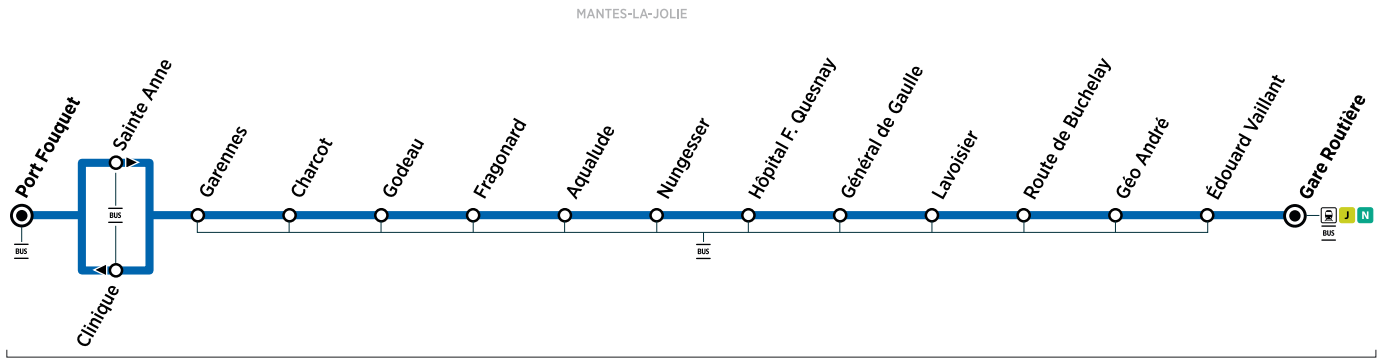 MANTES-LA-JOLIE
Port Fouquet
BUS
Sainte Anne
BUS
Clinique
Garennes
Charcot
Godeau
Fragonard
Aqualude
Nungesser
Hôpital F. Quesnay
Général de Gaulle
Lavoisier
Route de Buchelay
Géo André
Édouard Vaillant
BUS
Gare Routière
J N
BUS